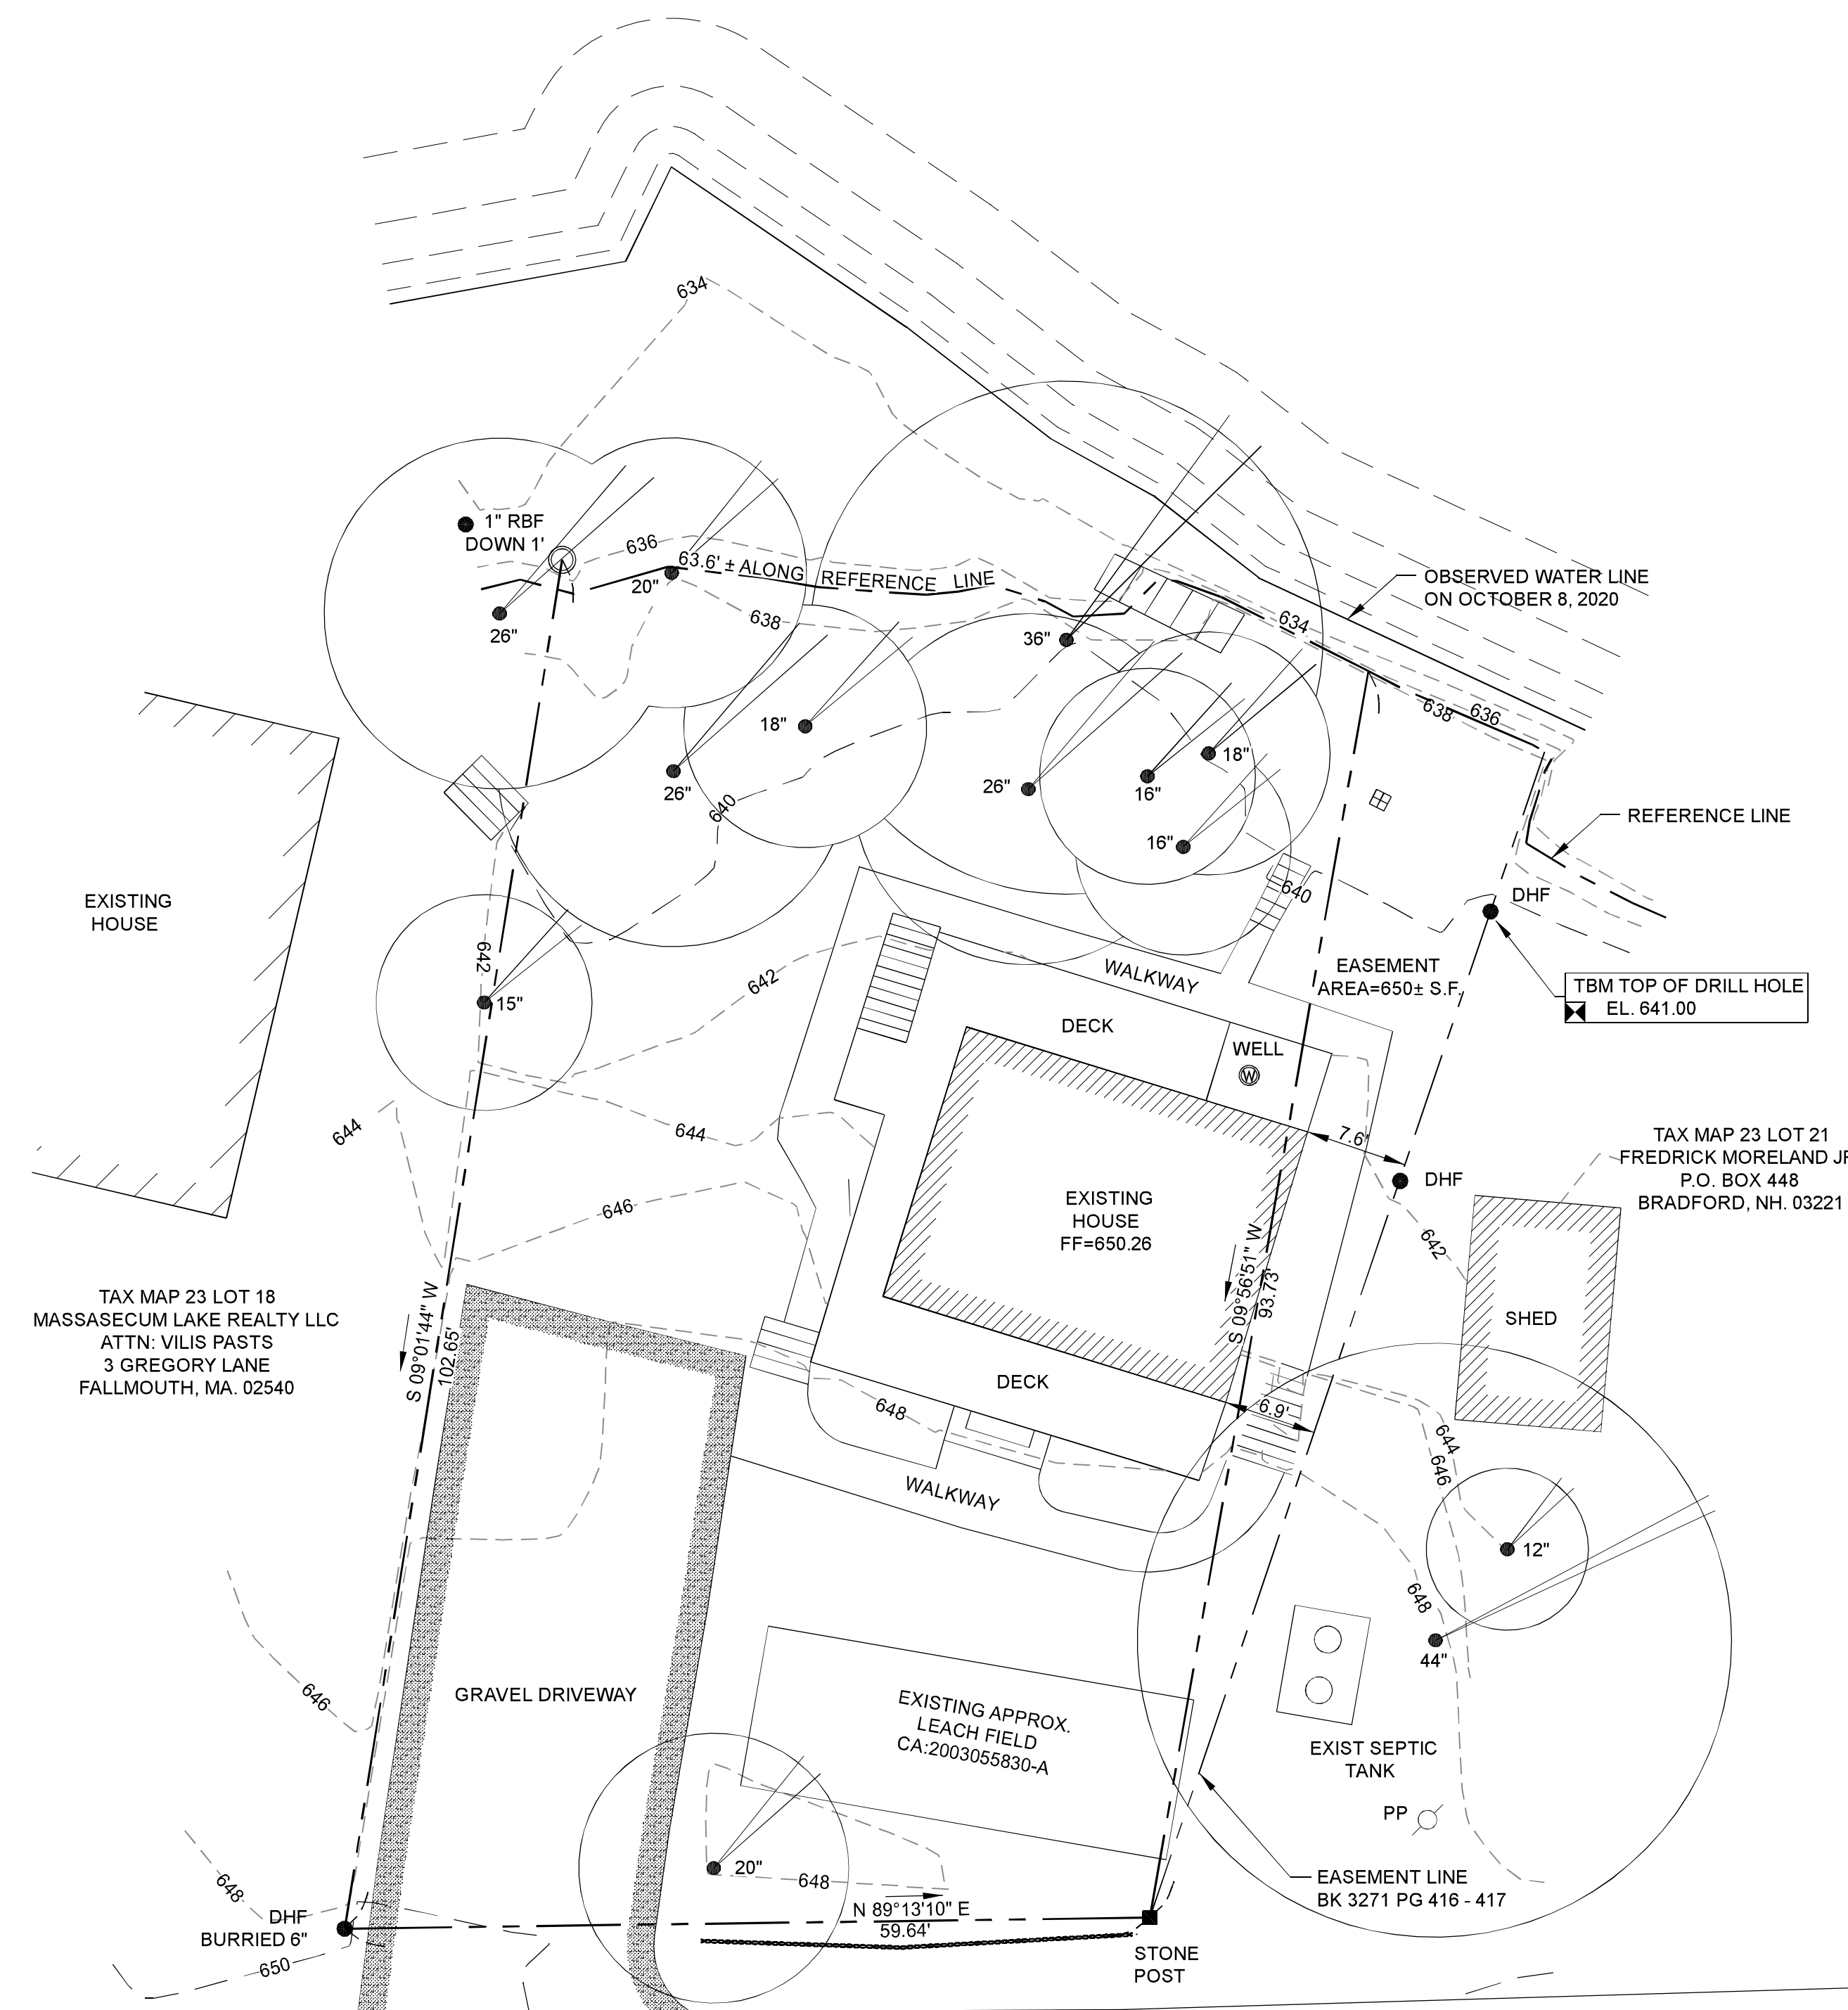 634
1" RBF
DOWN 1'
636
63.6' ± ALONG REFERENCE LINE
20"
26"
638
36"
634
OBSERVED WATER LINE
ON OCTOBER 8, 2020
638
636
18"
26"
640
26"
18"
16"
16"
REFERENCE LINE
640
DHF
EXISTING
HOUSE
642
15"
642
WALKWAY
EASEMENT
AREA=650± S.F.
TBM TOP OF DRILL HOLE
EL. 641.00
DECK
WELL
W
644
644
7.6'
DHF
TAX MAP 23 LOT 21
FREDRICK MORELAND JR
P.O. BOX 448
BRADFORD, NH. 03221
646
EXISTING
HOUSE
FF=650.26
S 09°56'51" W
93.73'
642
SHED
TAX MAP 23 LOT 18
MASSASECUM LAKE REALTY LLC
ATTN: VILIS PASTS
3 GREGORY LANE
FALLMOUTH, MA. 02540
S 09°01'44" W
102.65'
DECK
648
6.9'
644
646
WALKWAY
12"
648
44"
646
GRAVEL DRIVEWAY
EXISTING APPROX.
LEACH FIELD
CA:2003055830-A
EXIST SEPTIC
TANK
PP
20"
648
648
EASEMENT LINE
BK 3271 PG 416 - 417
N 89°13'10" E
59.64'
DHF
BURRIED 6"
650
STONE
POST